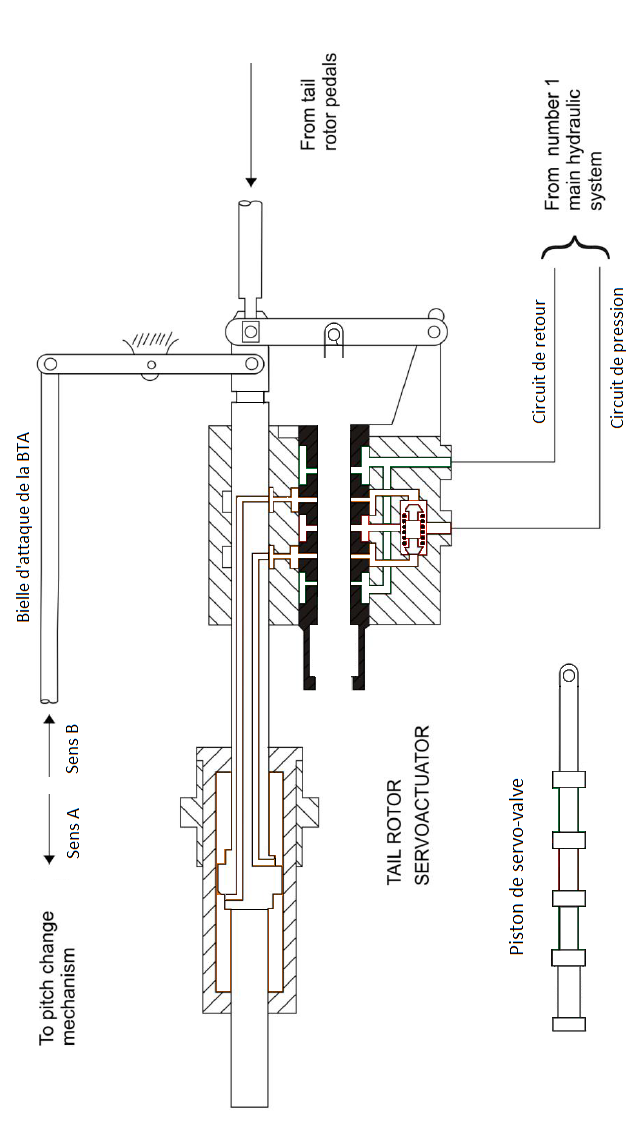 From tail
rotor pedals
From number 1
main hydraulic
system
Circuit de retour
Circuit de pression
Bielle d'attaque de la BTA
Sens B
Sens A
TAIL ROTOR
SERVOACTUATOR
Piston de servo-valve
To pitch change
mechanism